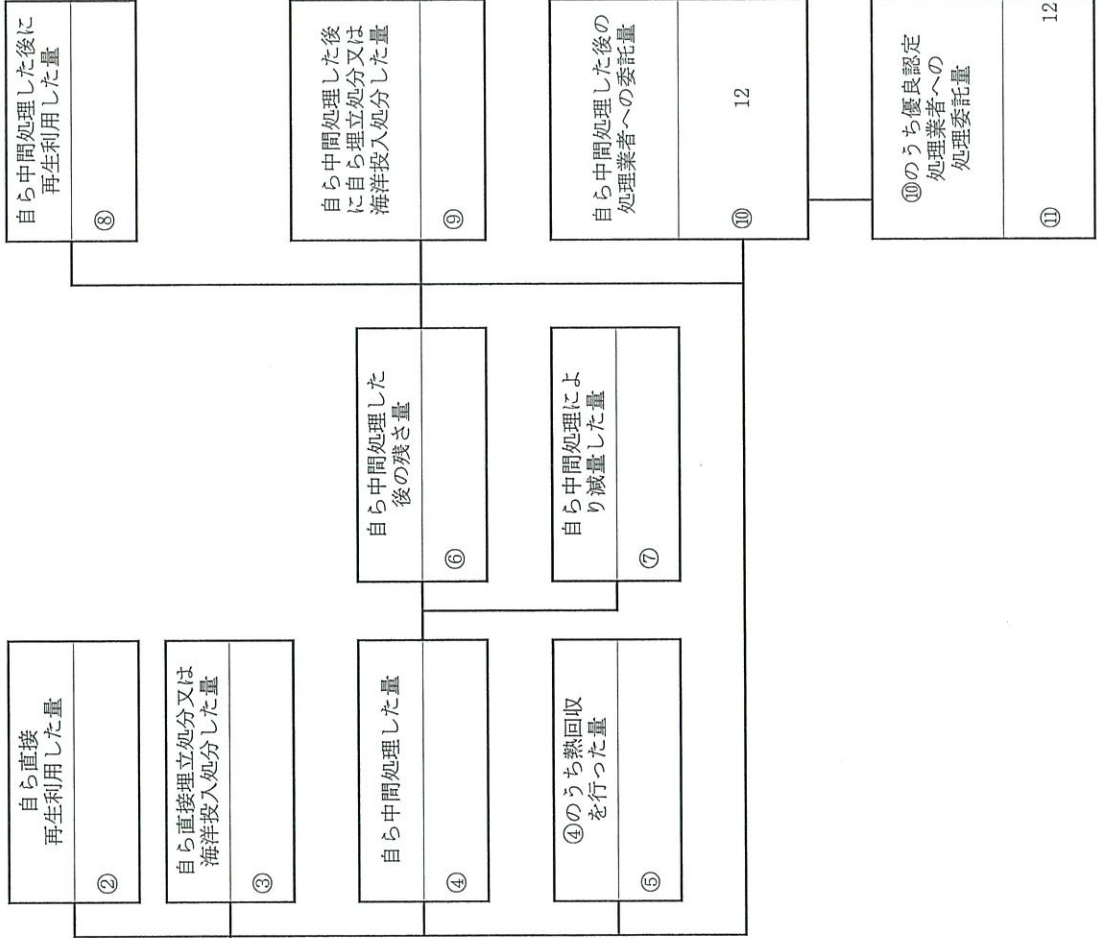 自ら直接
再生利用した量
②
自ら直接埋立処分又は
海洋投入処分した量
③
自ら中間処理した量
④
④のうち熱回収
を行った量
⑤
自ら中間処理した
後の残さ量
⑥
自ら中間処理によ
り減量した量
⑦
自ら中間処理した後に
再生利用した量
⑧
自ら中間処理した後
に自ら埋立処分又は
海洋投入処分した量
⑨
自ら中間処理した後の
処理業者への委託量
⑩ 12
⑩のうち優良認定
処理業者への
処理委託量
⑪ 12